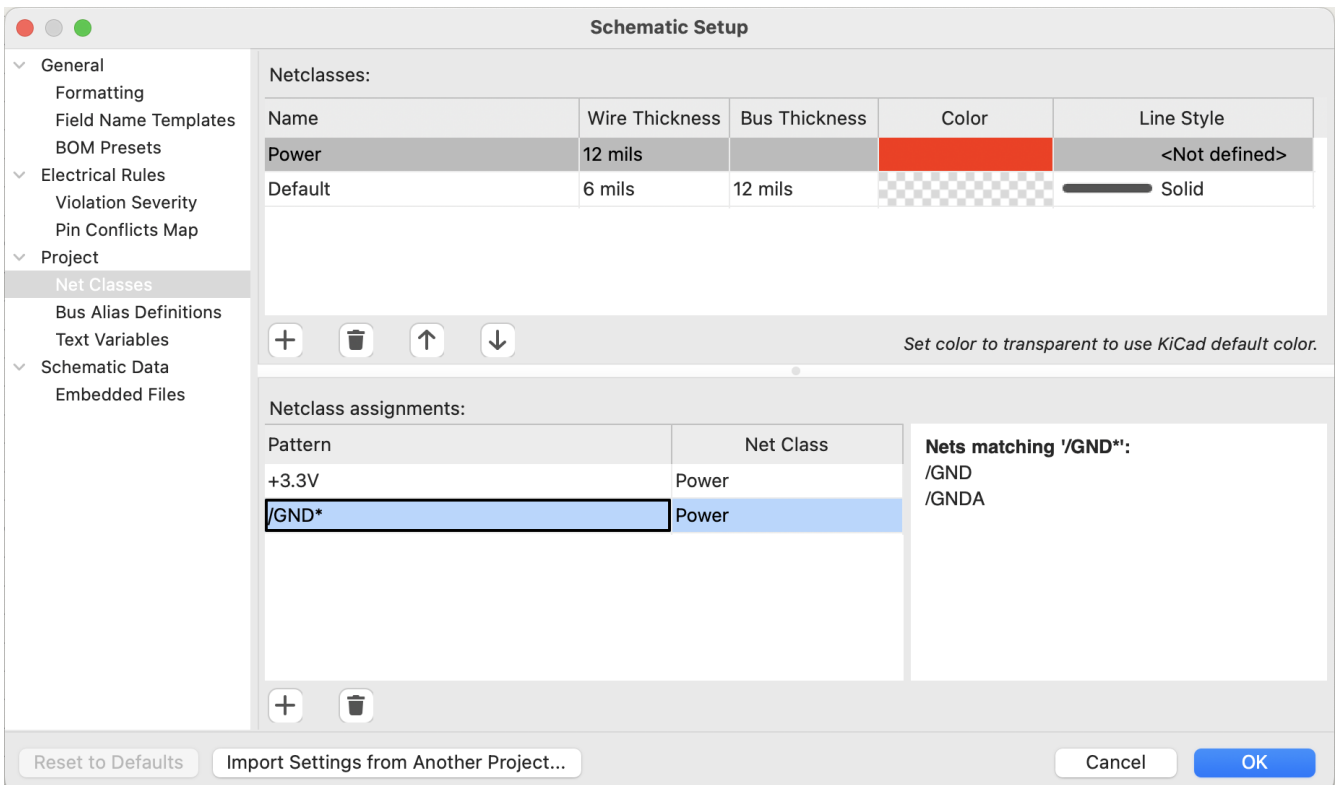 Schematic Setup
General
Formatting
Field Name Templates
BOM Presets
Electrical Rules
Violation Severity
Pin Conflicts Map
Project
Net Classes
Bus Alias Definitions
Text Variables
Schematic Data
Embedded Files
Netclasses:
Name Wire Thickness Bus Thickness Color Line Style
Power 12 mils <Not defined>
Default 6 mils 12 mils Solid
Set color to transparent to use KiCad default color.
Netclass assignments:
Pattern Net Class
+3.3V Power
/GND* Power
Nets matching '/GND*':
/GND
/GNDA
Reset to Defaults Import Settings from Another Project... Cancel OK